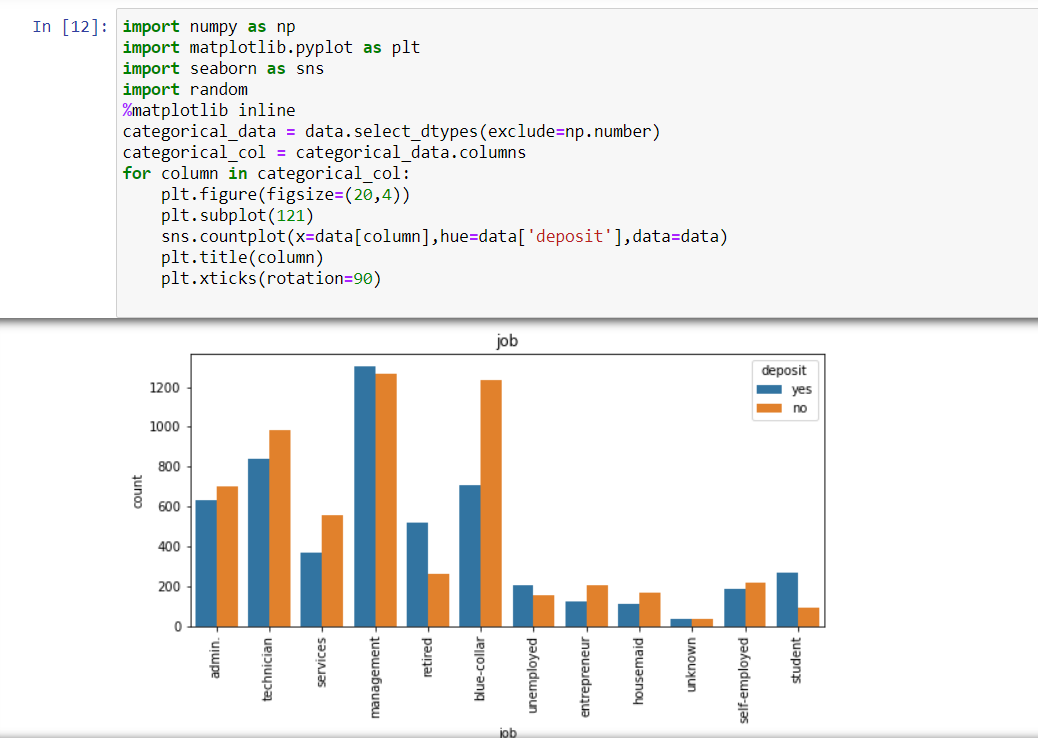 In [12]:
import numpy as np
import matplotlib.pyplot as plt
import seaborn as sns
import random
%matplotlib inline
categorical_data = data.select_dtypes(exclude=np.number)
categorical_col = categorical_data.columns
for column in categorical_col:
    plt.figure(figsize=(20,4))
    plt.subplot(121)
    sns.countplot(x=data[column],hue=data['deposit'],data=data)
    plt.title(column)
    plt.xticks(rotation=90)
job
deposit
yes
no
count
1200
1000
800
600
400
200
0
admin.
technician
services
management
retired
blue-collar
unemployed
entrepreneur
housemaid
unknown
self-employed
student
job